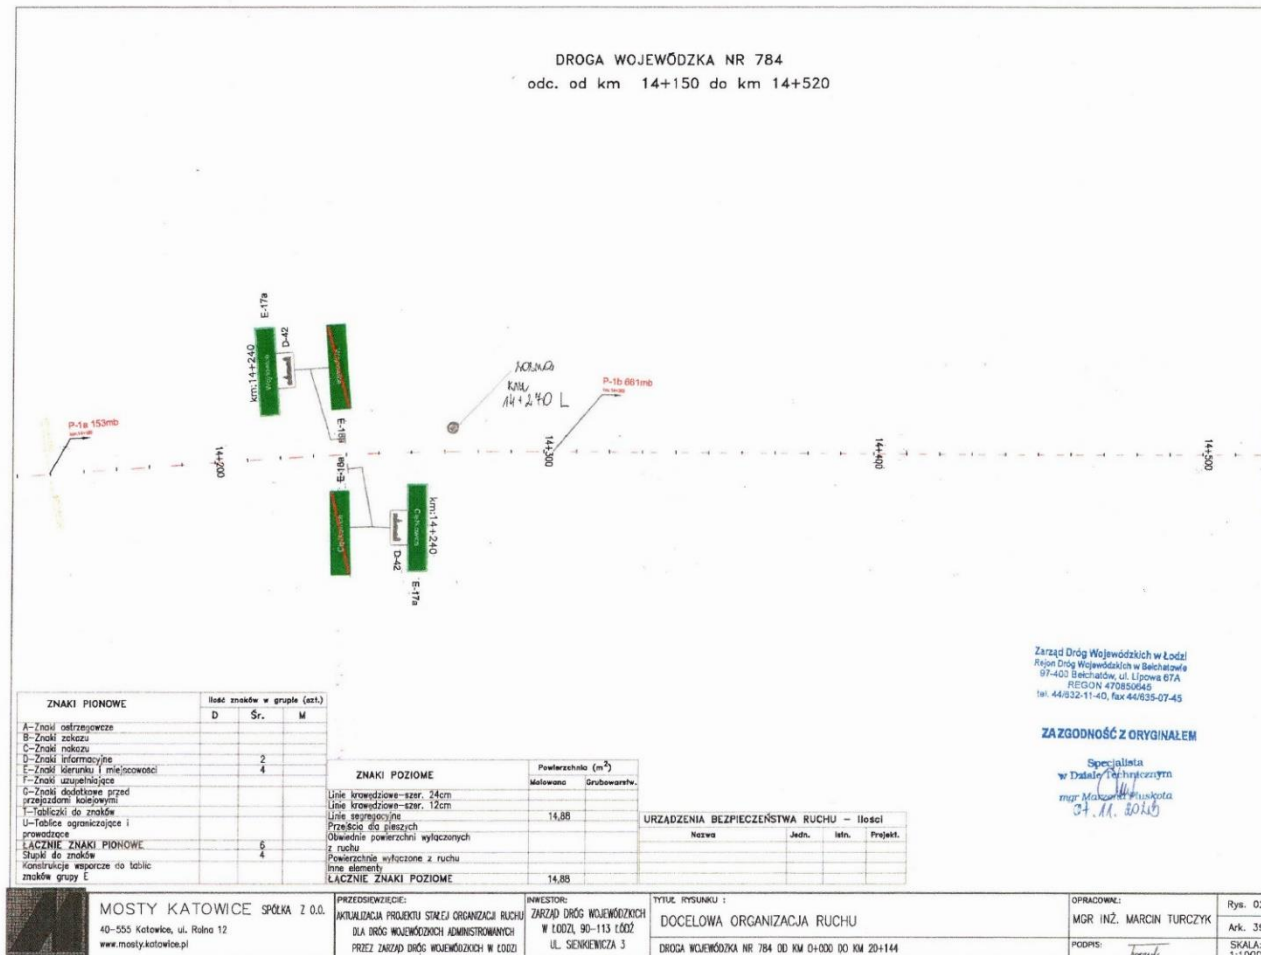 DROGA WOJEWÓDZKA NR 784
odc. od km 14+150 do km 14+520
E-17a
km:14+240
D-42
E-18a
P-1a 153mb
14+200
14+270 L
P-1b 661mb
14+300
14+400
14+500
E-18a
km:14+240
D-42
E-17a
Zarząd Dróg Wojewódzkich w Łodzi
Rejon Dróg Wojewódzkich w Bełchatowie
97-400 Bełchatów, ul. Lipowa 67A
REGON 470850645
tel. 44/632-11-40, fax 44/635-07-45
ZA ZGODNOŚĆ Z ORYGINAŁEM
Specjalista
w Dziale Technicznym
ZNAKI PIONOWE
Ilość znaków w grupie (szt.)
D Śr. M
A-Znaki ostrzegawcze
B-Znaki zakazu
C-Znaki nakazu
D-Znaki informacyjne 2
E-Znaki kierunku i miejscowości 4
F-Znaki uzupełniające
G-Znaki dodatkowe przed
przejazdami kolejowymi
T-Tabliczki do znaków
U-Tablice ograniczające i
prowadzące
ŁĄCZNIE ZNAKI PIONOWE 6
Słupki do znaków 4
Konstrukcje wsporcze do tablic
znaków grupy E
ZNAKI POZIOME
Powierzchnia (m²)
Malowane Grubowarstw.
Linie krawędziowe-szer. 24cm
Linie krawędziowe-szer. 12cm
Linie segregacyjne 14,88
Przejścia dla pieszych
Obwiednie powierzchni wyłączonych
z ruchu
Powierzchnie wyłączone z ruchu
Inne elementy
ŁĄCZNIE ZNAKI POZIOME 14,88
URZĄDZENIA BEZPIECZEŃSTWA RUCHU – ilości
Nazwa Jedn. Istn. Projekt.
MOSTY KATOWICE SPÓŁKA Z O.O.
40-555 Katowice, ul. Rolna 12
www.mosty.katowice.pl
PRZEDSIĘWZIĘCIE:
AKTUALIZACJA PROJEKTU STAŁEJ ORGANIZACJI RUCHU
DLA DRÓG WOJEWÓDZKICH ADMINISTROWANYCH
PRZEZ ZARZĄD DRÓG WOJEWÓDZKICH W ŁODZI
INWESTOR:
ZARZĄD DRÓG WOJEWÓDZKICH
W ŁODZI, 90-113 ŁÓDŹ
UL. SIENKIEWICZA 3
TYTUŁ RYSUNKU :
DOCELOWA ORGANIZACJA RUCHU
DROGA WOJEWÓDZKA NR 784 OD KM 0+000 DO KM 20+144
OPRACOWAŁ:
MGR INŻ. MARCIN TURCZYK
PODPIS:
Rys. 02
Ark. 39
SKALA: